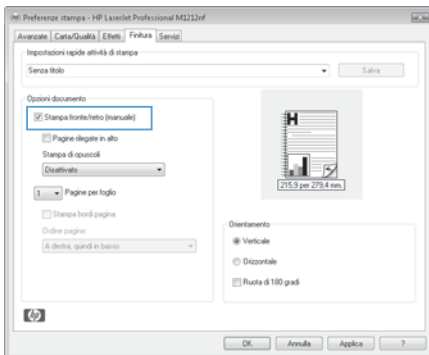 Preferenze stampa - HP LaserJet Professional M1212nf
Avanzate Carta/Qualità Effetti Finitura Servizi
Impostazioni rapide attività di stampa
Senza titolo Salva
Opzioni documento
Stampa fronte/retro (manuale)
Pagine rilegate in alto
Stampa di opuscoli
Disattivato
1 Pagine per foglio
Stampa bordi pagina
Ordine pagine:
A destra, quindi in basso
H
215,9 per 279,4 mm.
Orientamento
Verticale
Orizzontale
Ruota di 180 gradi
hp
OK Annulla Applica ?